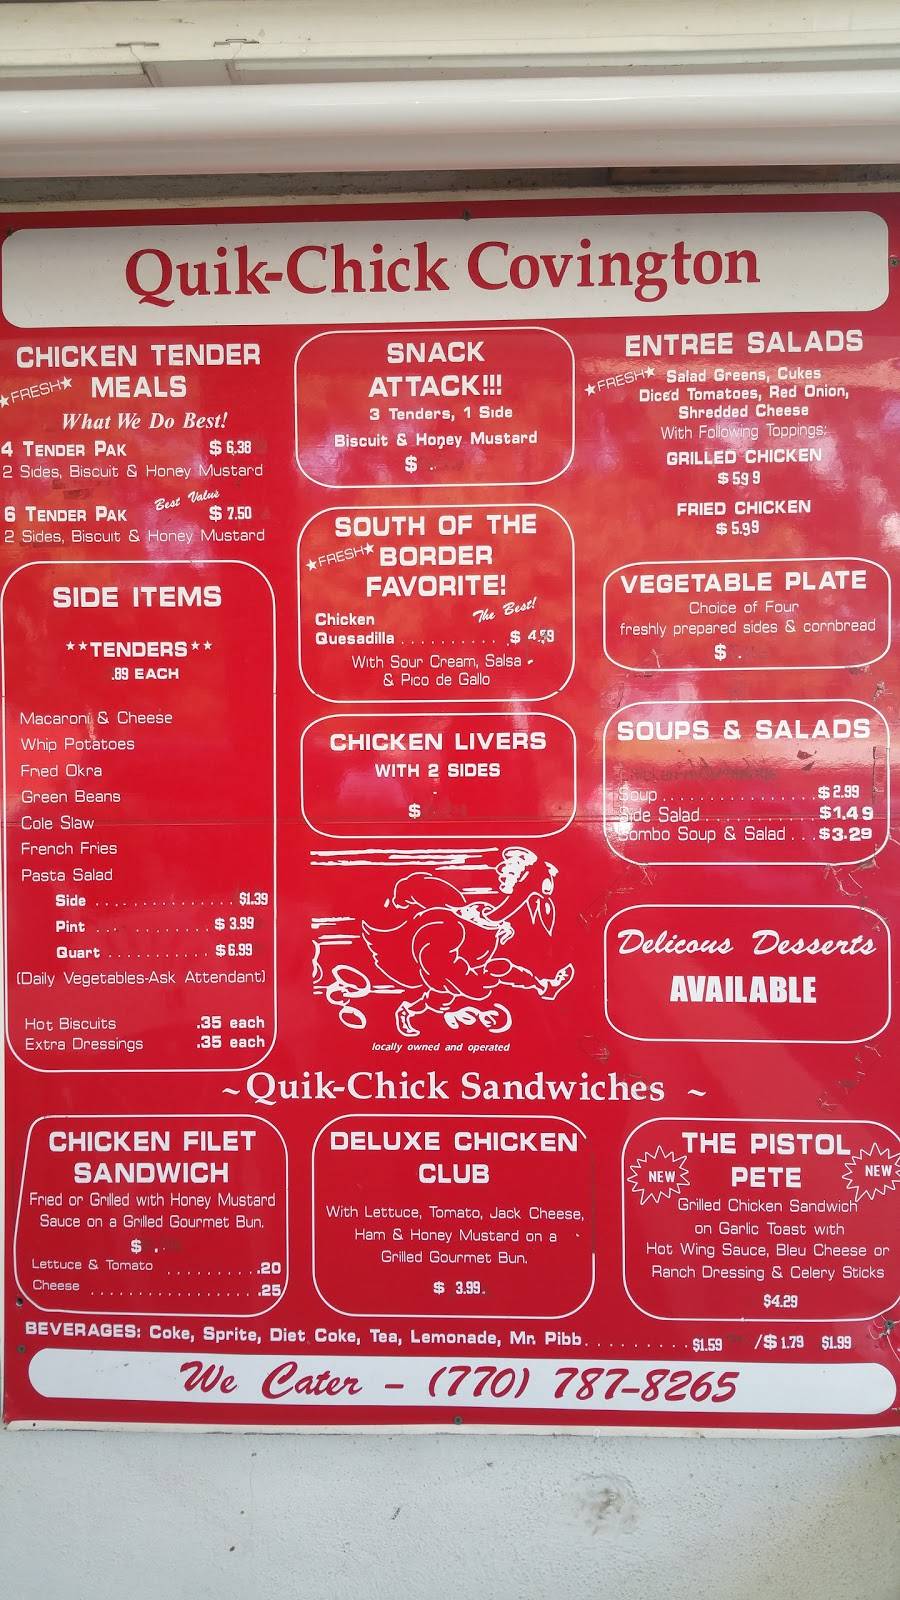 Quik-Chick Covington
CHICKEN TENDER
★FRESH★ MEALS
What We Do Best!
4 TENDER PAK $ 6.38
2 Sides, Biscuit & Honey Mustard
Best Value
6 TENDER PAK $ 7.50
2 Sides, Biscuit & Honey Mustard
SIDE ITEMS
★★TENDERS★★
.89 EACH
Macaroni & Cheese
Whip Potatoes
Fried Okra
Green Beans
Cole Slaw
French Fries
Pasta Salad
Side . . . . . . . . . . . . . . . $1.39
Pint . . . . . . . . . . . . . $ 3.99
Quart . . . . . . . . . . . $6.99
(Daily Vegetables-Ask Attendant)
Hot Biscuits .35 each
Extra Dressings .35 each
SNACK
ATTACK!!!
3 Tenders, 1 Side
Biscuit & Honey Mustard
$ .
SOUTH OF THE
★FRESH★ BORDER
FAVORITE!
The Best!
Chicken
Quesadilla . . . . . . . . . . $ 4.59
With Sour Cream, Salsa
& Pico de Gallo
CHICKEN LIVERS
WITH 2 SIDES
$
locally owned and operated
ENTREE SALADS
★FRESH★ Salad Greens, Cukes
Diced Tomatoes, Red Onion,
Shredded Cheese
With Following Toppings:
GRILLED CHICKEN
$ 59 9
FRIED CHICKEN
$ 5.99
VEGETABLE PLATE
Choice of Four
freshly prepared sides & cornbread
$ .
SOUPS & SALADS
Soup . . . . . . . . . . . . . . . . $ 2.99
Side Salad . . . . . . . . . . . . $1.49
Combo Soup & Salad . . . $3.29
Delicous Desserts
AVAILABLE
~ Quik-Chick Sandwiches ~
CHICKEN FILET
SANDWICH
Fried or Grilled with Honey Mustard
Sauce on a Grilled Gourmet Bun.
$ .
Lettuce & Tomato . . . . . . . . . . .20
Cheese . . . . . . . . . . . . . . . . . . .25
DELUXE CHICKEN
CLUB
With Lettuce, Tomato, Jack Cheese,
Ham & Honey Mustard on a
Grilled Gourmet Bun.
$ 3.99.
THE PISTOL
NEW PETE NEW
Grilled Chicken Sandwich
on Garlic Toast with
Hot Wing Sauce, Bleu Cheese or
Ranch Dressing & Celery Sticks
$4.29
BEVERAGES: Coke, Sprite, Diet Coke, Tea, Lemonade, Mr. Pibb . . . . . . . . . $1.59 /$ 1.79 $1.99
We Cater - (770) 787-8265